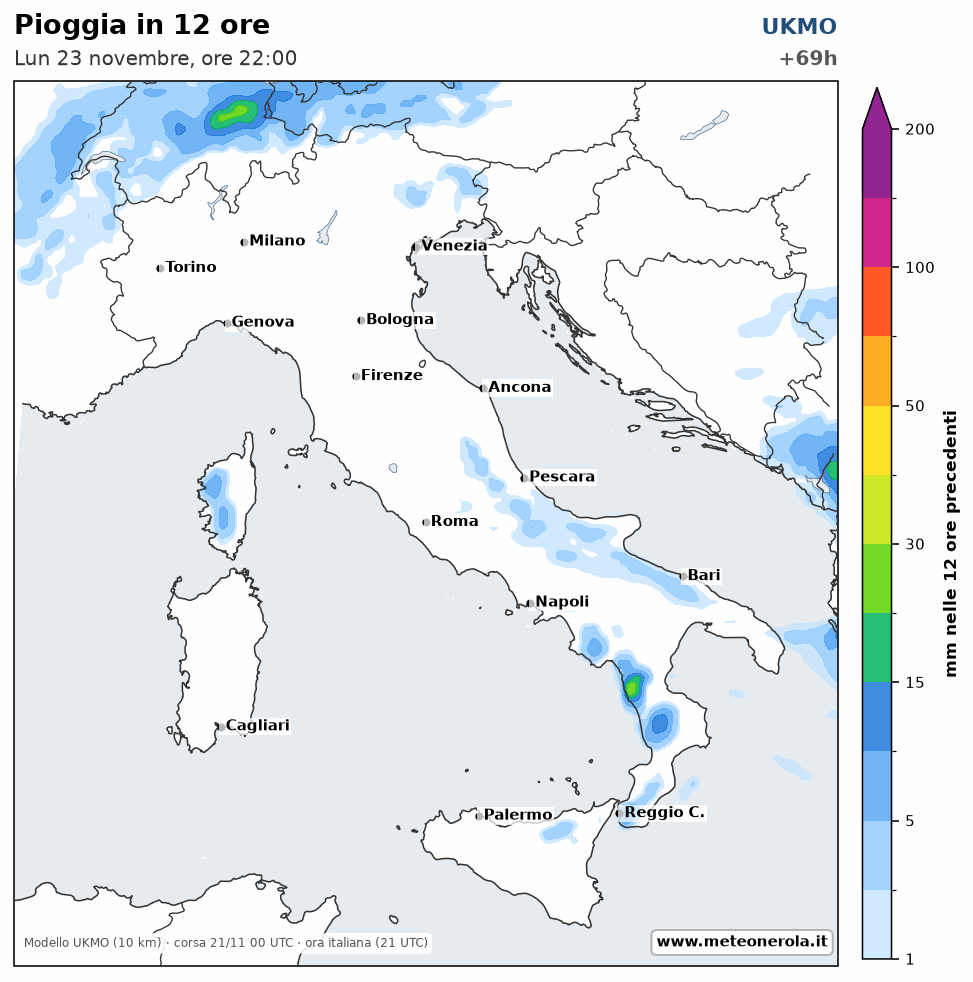 Pioggia in 12 ore
UKMO
Lun 23 novembre, ore 22:00
+69h
Milano
Venezia
Torino
Genova
Bologna
Firenze
Ancona
Pescara
Roma
Bari
Napoli
Cagliari
Palermo
Reggio C.
Modello UKMO (10 km) · corsa 21/11 00 UTC · ora italiana (21 UTC)
www.meteonerola.it
200
100
50
30
15
5
1
mm nelle 12 ore precedenti